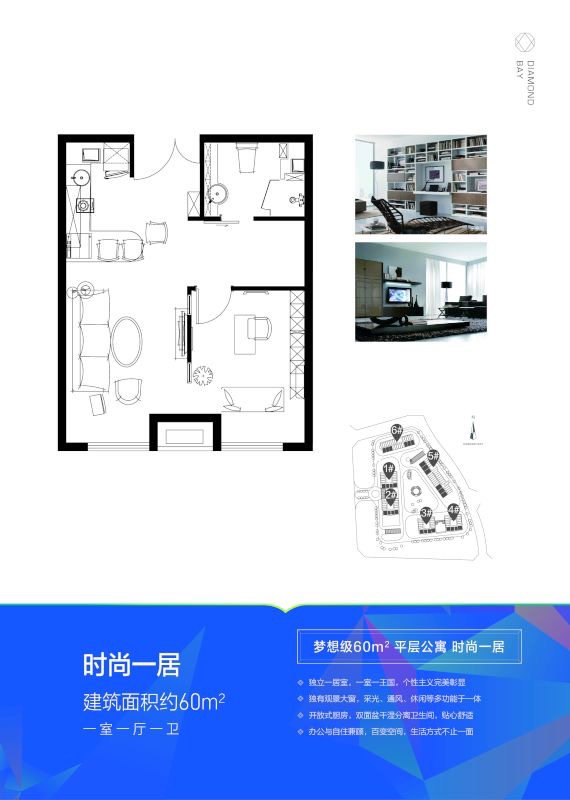 DIAMOND
BAY
6#
5#
1#
2#
3#
4#
时尚一居
建筑面积约60m²
一室一厅一卫
梦想级60m² 平层公寓 时尚一居
独立一居室，一室一王国，个性主义完美彰显
独有观景大窗，采光、通风、休闲等多功能于一体
开放式厨房，双面盆干湿分离卫生间，贴心舒适
办公与自住兼顾，百变空间，生活方式不止一面